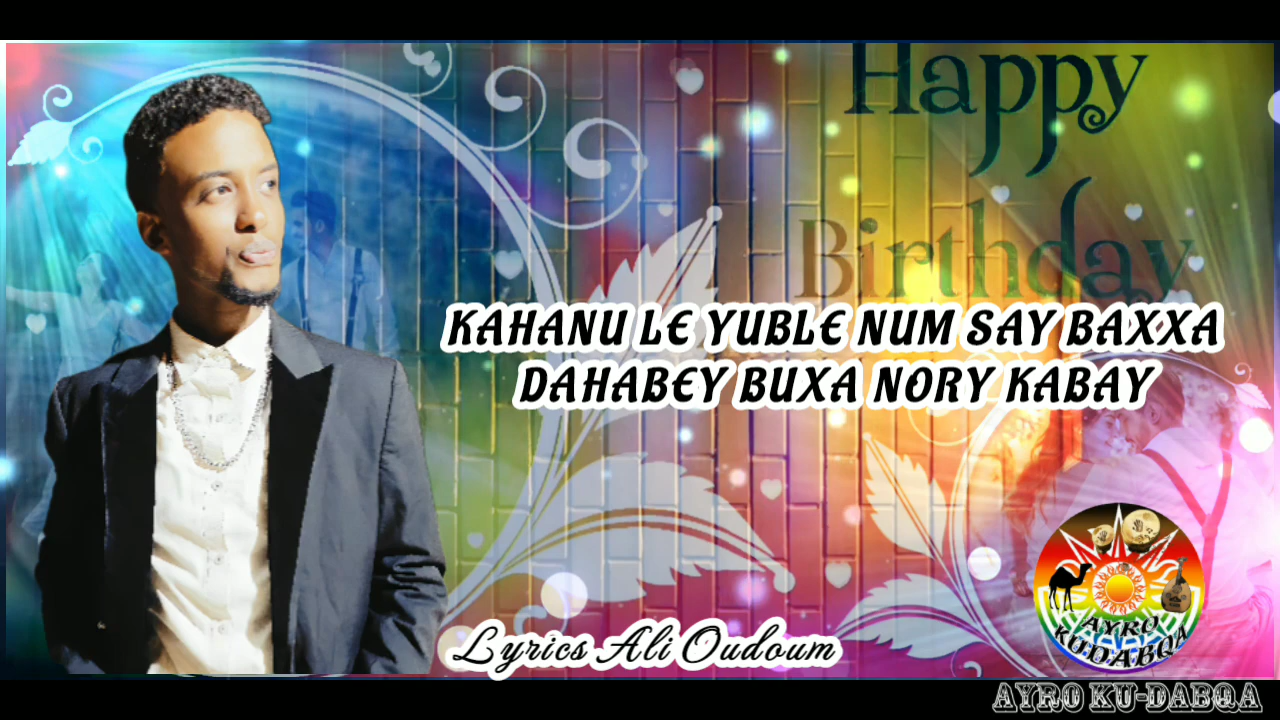 Happy
Birthday
KAHANU LE YUBLE NUM SAY BAXXA
DAHABEY BUXA NORY KABAY
Lyrics Ali Oudoum
AYRO
KUDABQA
AYRO KU-DABQA